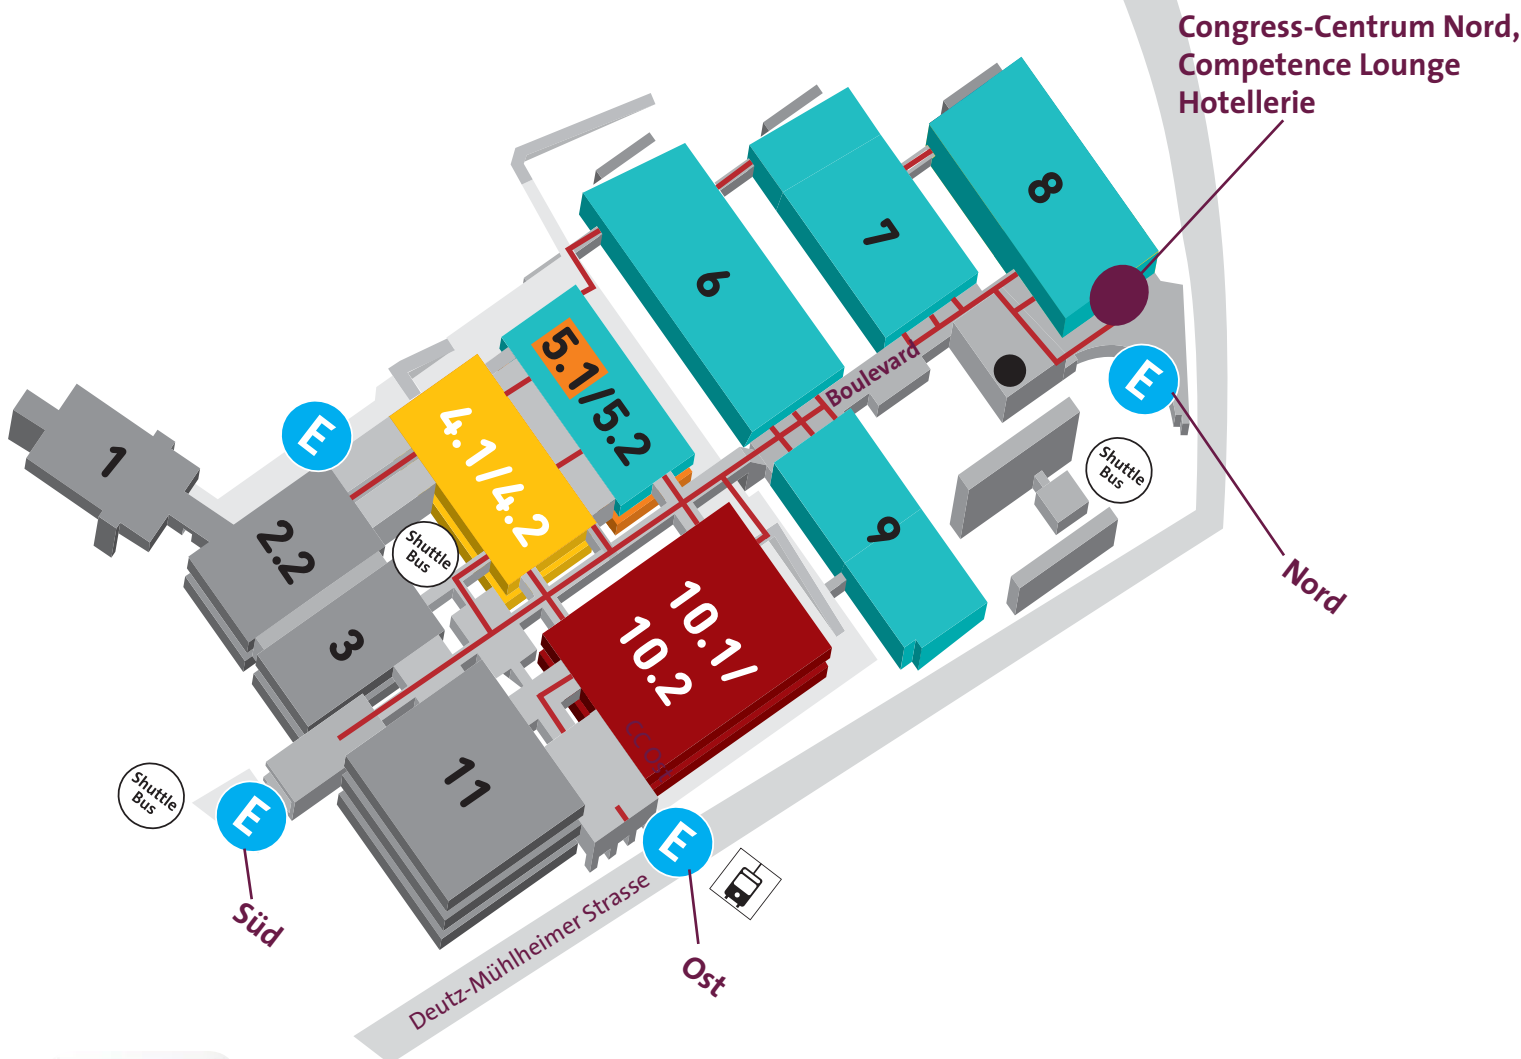 Congress-Centrum Nord,
Competence Lounge
Hotellerie
8
7
6
5.1/5.2
4.1/4.2
E
1
Boulevard
E
Shuttle
Bus
2.2
Shuttle
Bus
9
Nord
3
10.1/
10.2
CC Ost
11
Shuttle
Bus
E
E
Süd
Deutz-Mühlheimer Strasse
Ost